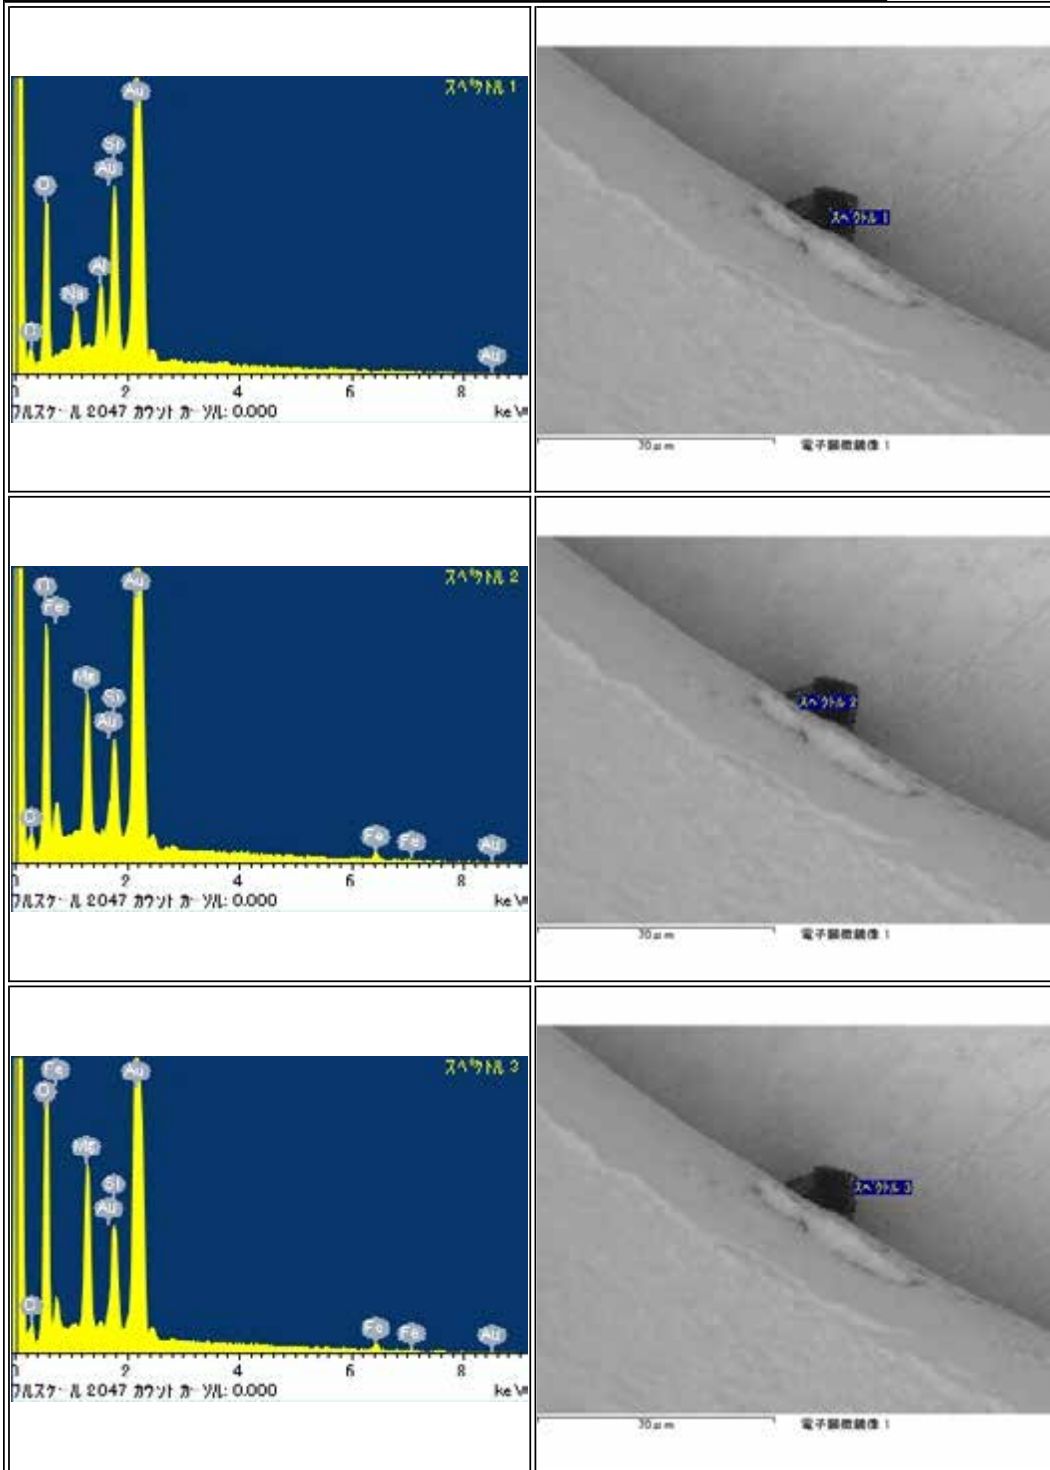 スペクトル 1
Au
Si
Au
O
Al
Na
Au
0 2 4 6 8
フルスケール 2047 カウント カーソル: 0.000 keV
スペクトル 1
70μm 電子顕微鏡像 1
スペクトル 2
Au
Fe
Mg
Si
Au
Fe Fe Au
0 2 4 6 8
フルスケール 2047 カウント カーソル: 0.000 keV
スペクトル 2
70μm 電子顕微鏡像 1
スペクトル 3
Fe Au
O
Mg
Si
Au
Fe Fe Au
0 2 4 6 8
フルスケール 2047 カウント カーソル: 0.000 keV
スペクトル 3
70μm 電子顕微鏡像 1